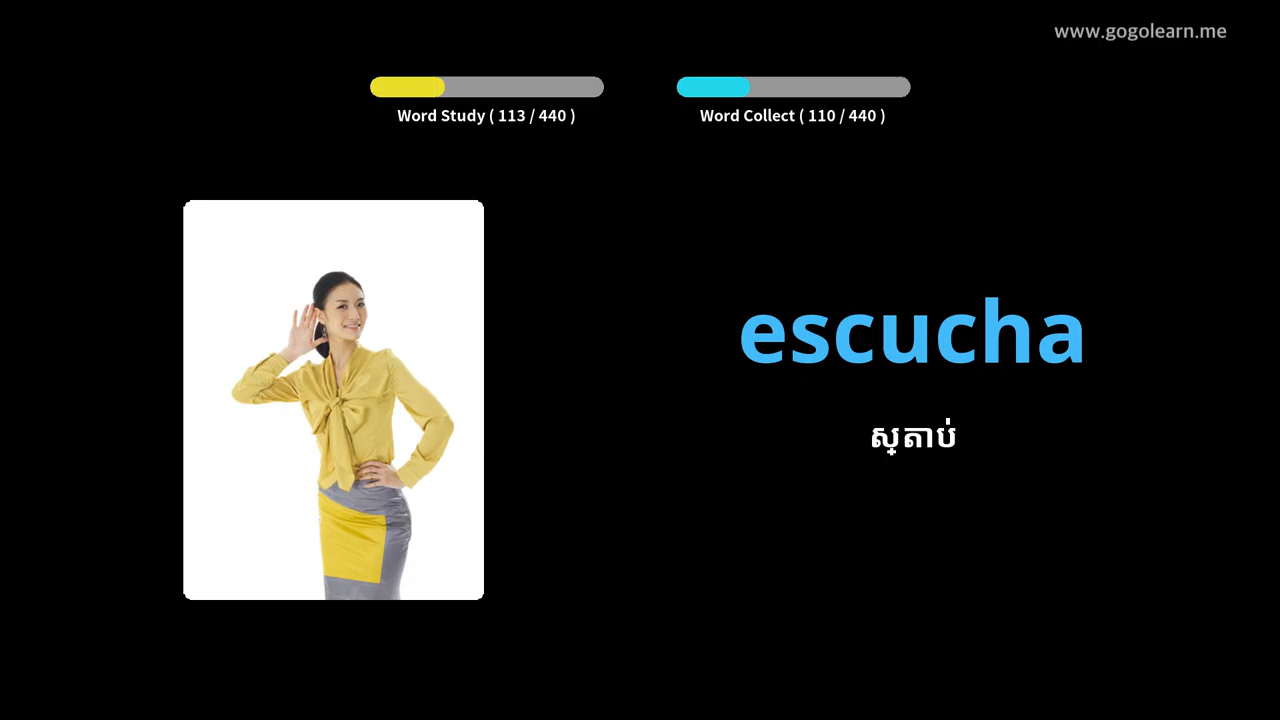 www.gogolearn.me
Word Study ( 113 / 440 )
Word Collect ( 110 / 440 )
escucha
ស្តាប់